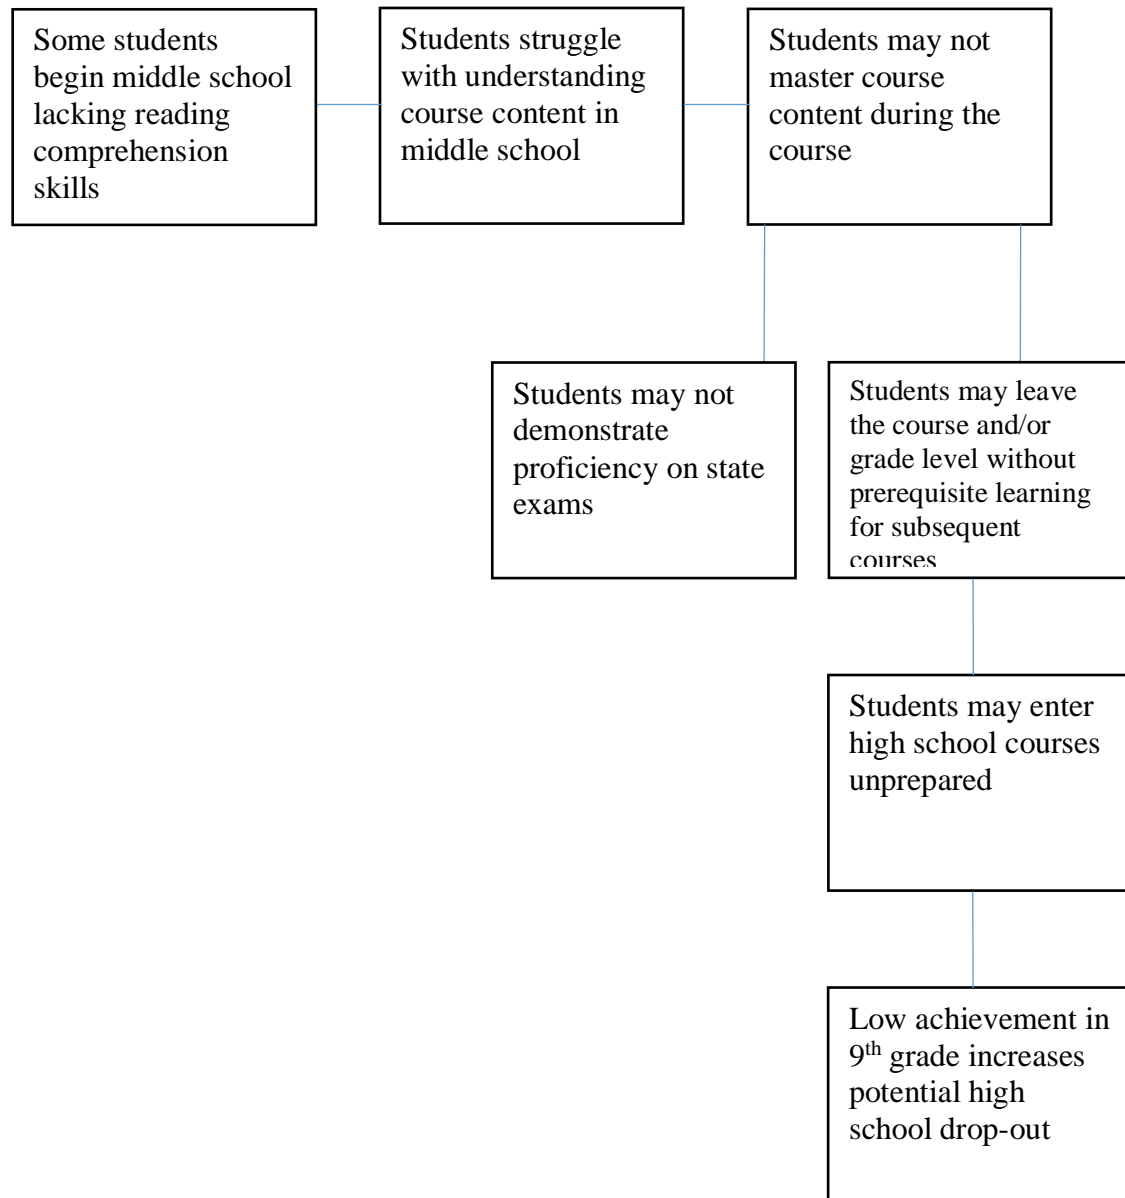 Some students
begin middle school
lacking reading
comprehension
skills
Students struggle
with understanding
course content in
middle school
Students may not
master course
content during the
course
Students may not
demonstrate
proficiency on state
exams
Students may leave
the course and/or
grade level without
prerequisite learning
for subsequent
courses
Students may enter
high school courses
unprepared
Low achievement in
9th grade increases
potential high
school drop-out